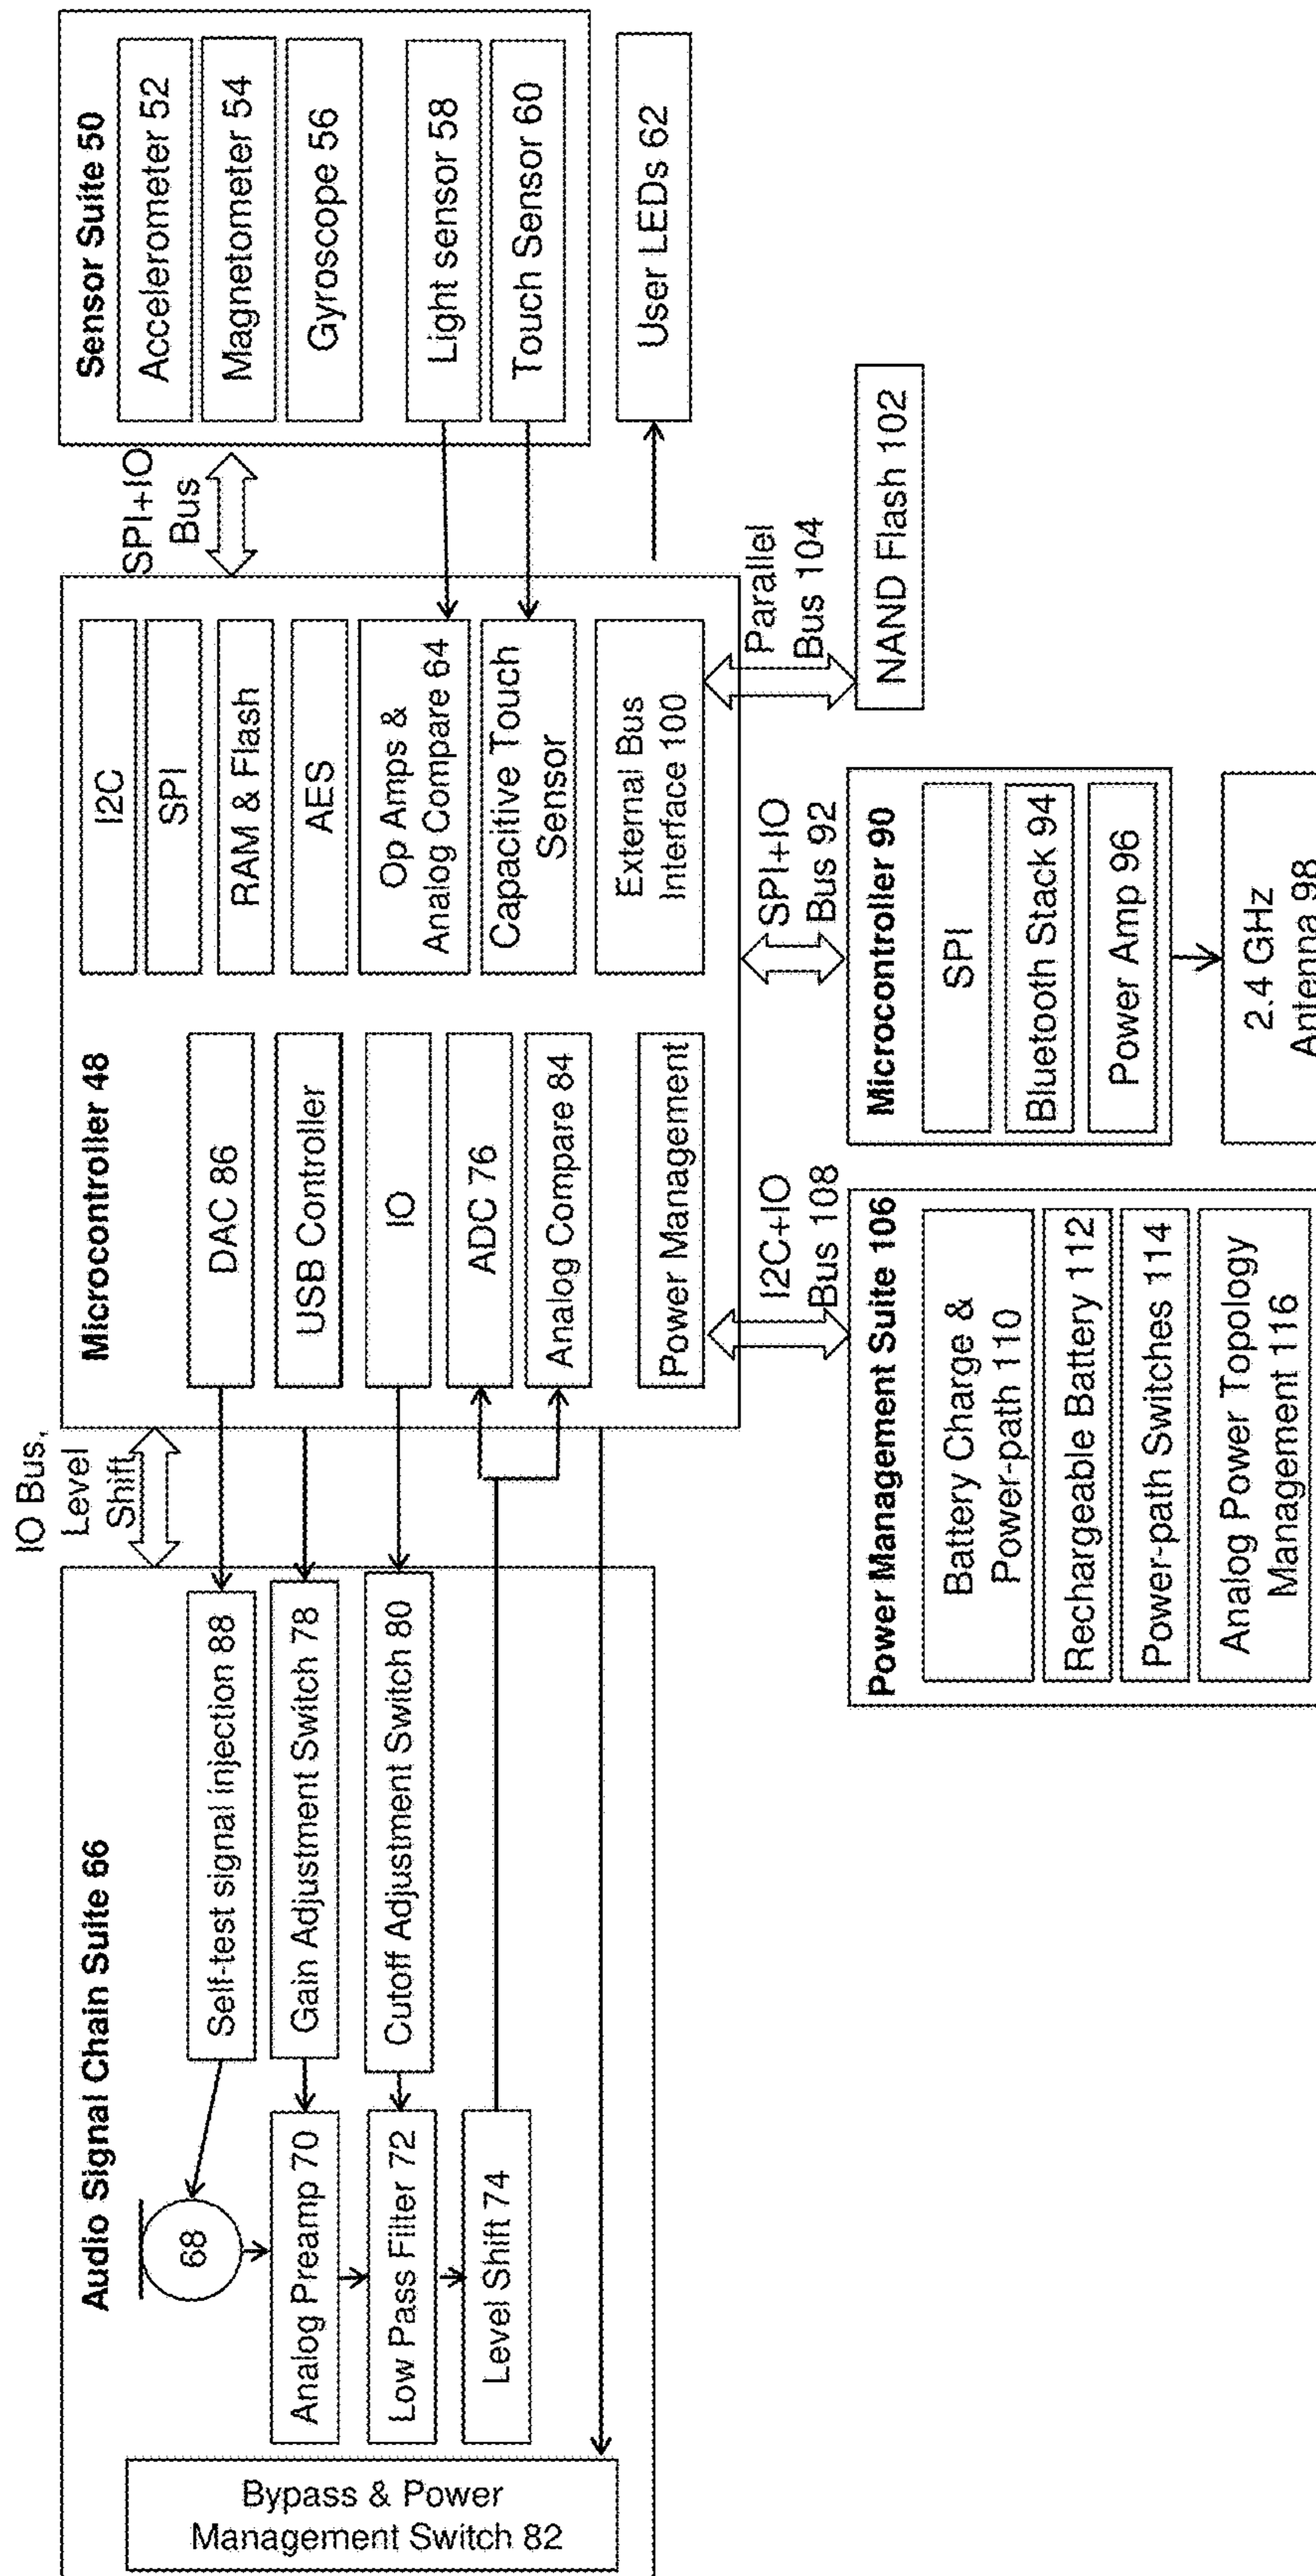 Audio Signal Chain Suite 66
68
Self-test signal injection 88
Analog Preamp 70
Gain Adjustment Switch 78
Low Pass Filter 72
Cutoff Adjustment Switch 80
Level Shift 74
Bypass & Power
Management Switch 82
IO Bus,
Level
Shift
Microcontroller 48
DAC 86
USB Controller
IO
ADC 76
Analog Compare 84
Power Management
I2C
SPI
RAM & Flash
AES
Op Amps &
Analog Compare 64
Capacitive Touch
Sensor
External Bus
Interface 100
SPI+IO
Bus
Sensor Suite 50
Accelerometer 52
Magnetometer 54
Gyroscope 56
Light sensor 58
Touch Sensor 60
User LEDs 62
I2C+IO
Bus 108
Power Management Suite 106
Battery Charge &
Power-path 110
Rechargeable Battery 112
Power-path Switches 114
Analog Power Topology
Management 116
SPI+IO
Bus 92
Microcontroller 90
SPI
Bluetooth Stack 94
Power Amp 96
2.4 GHz
Antenna 98
Parallel
Bus 104
NAND Flash 102